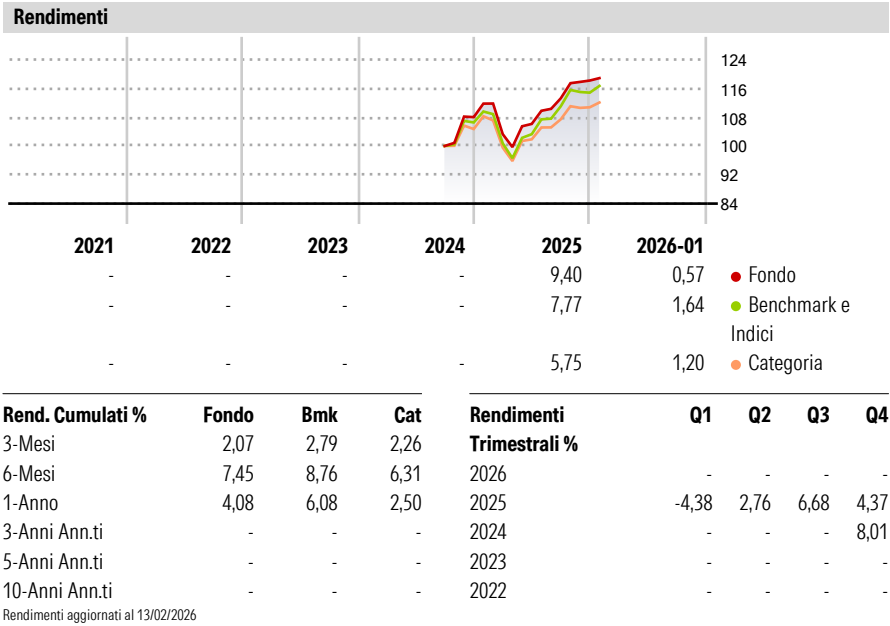 Rendimenti
124
116
108
100
92
84
2021 2022 2023 2024 2025 2026-01
- - - - 9,40 0,57 Fondo
- - - - 7,77 1,64 Benchmark e
Indici
- - - - 5,75 1,20 Categoria
Rend. Cumulati % Fondo Bmk Cat
3-Mesi 2,07 2,79 2,26
6-Mesi 7,45 8,76 6,31
1-Anno 4,08 6,08 2,50
3-Anni Ann.ti - - -
5-Anni Ann.ti - - -
10-Anni Ann.ti - - -
Rendimenti aggiornati al 13/02/2026
Rendimenti Q1 Q2 Q3 Q4
Trimestrali %
2026 - - - -
2025 -4,38 2,76 6,68 4,37
2024 - - - 8,01
2023 - - - -
2022 - - - -